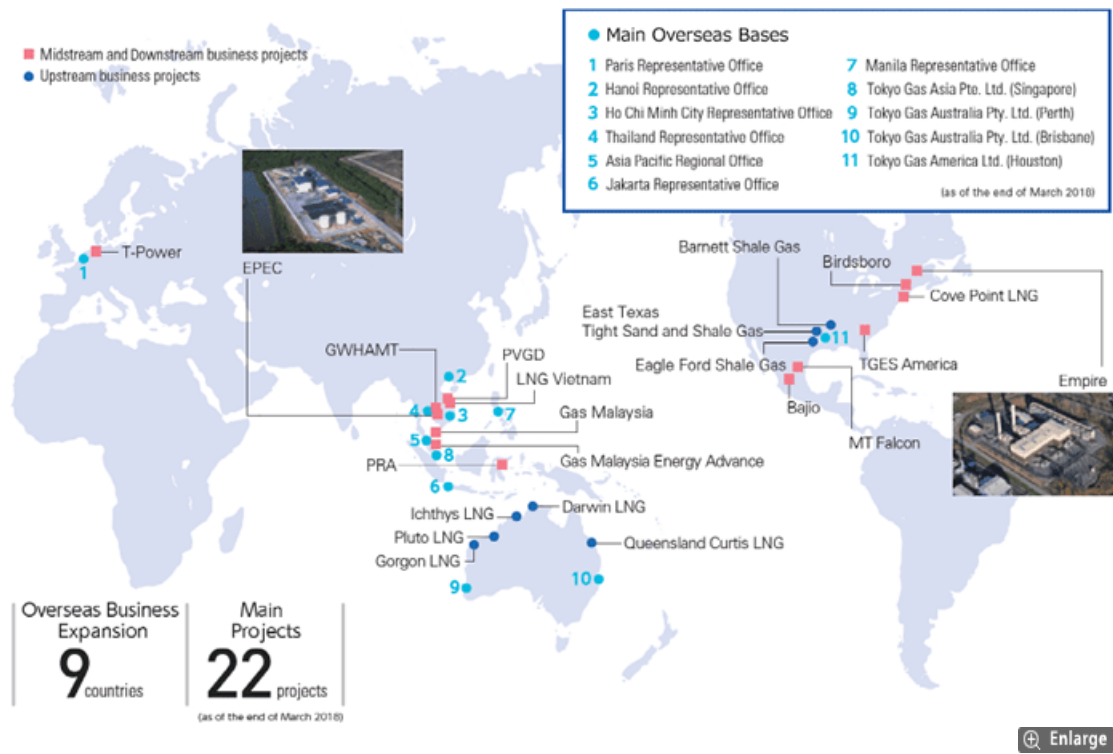 Midstream and Downstream business projects
Upstream business projects
Main Overseas Bases
1 Paris Representative Office
2 Hanoi Representative Office
3 Ho Chi Minh City Representative Office
4 Thailand Representative Office
5 Asia Pacific Regional Office
6 Jakarta Representative Office
7 Manila Representative Office
8 Tokyo Gas Asia Pte. Ltd. (Singapore)
9 Tokyo Gas Australia Pty. Ltd. (Perth)
10 Tokyo Gas Australia Pty. Ltd. (Brisbane)
11 Tokyo Gas America Ltd. (Houston)
(as of the end of March 2018)
T-Power
1
EPEC
GWHAMT
PVGD
2
LNG Vietnam
4
3
7
Gas Malaysia
5
8
Gas Malaysia Energy Advance
PRA
6
Ichthys LNG
Darwin LNG
Pluto LNG
Gorgon LNG
Queensland Curtis LNG
9
10
Barnett Shale Gas
Birdsboro
Cove Point LNG
East Texas
Tight Sand and Shale Gas
11
Eagle Ford Shale Gas
TGES America
Empire
Bajio
MT Falcon
Overseas Business
Expansion
9 countries
Main
Projects
22 projects
(as of the end of March 2018)
Enlarge